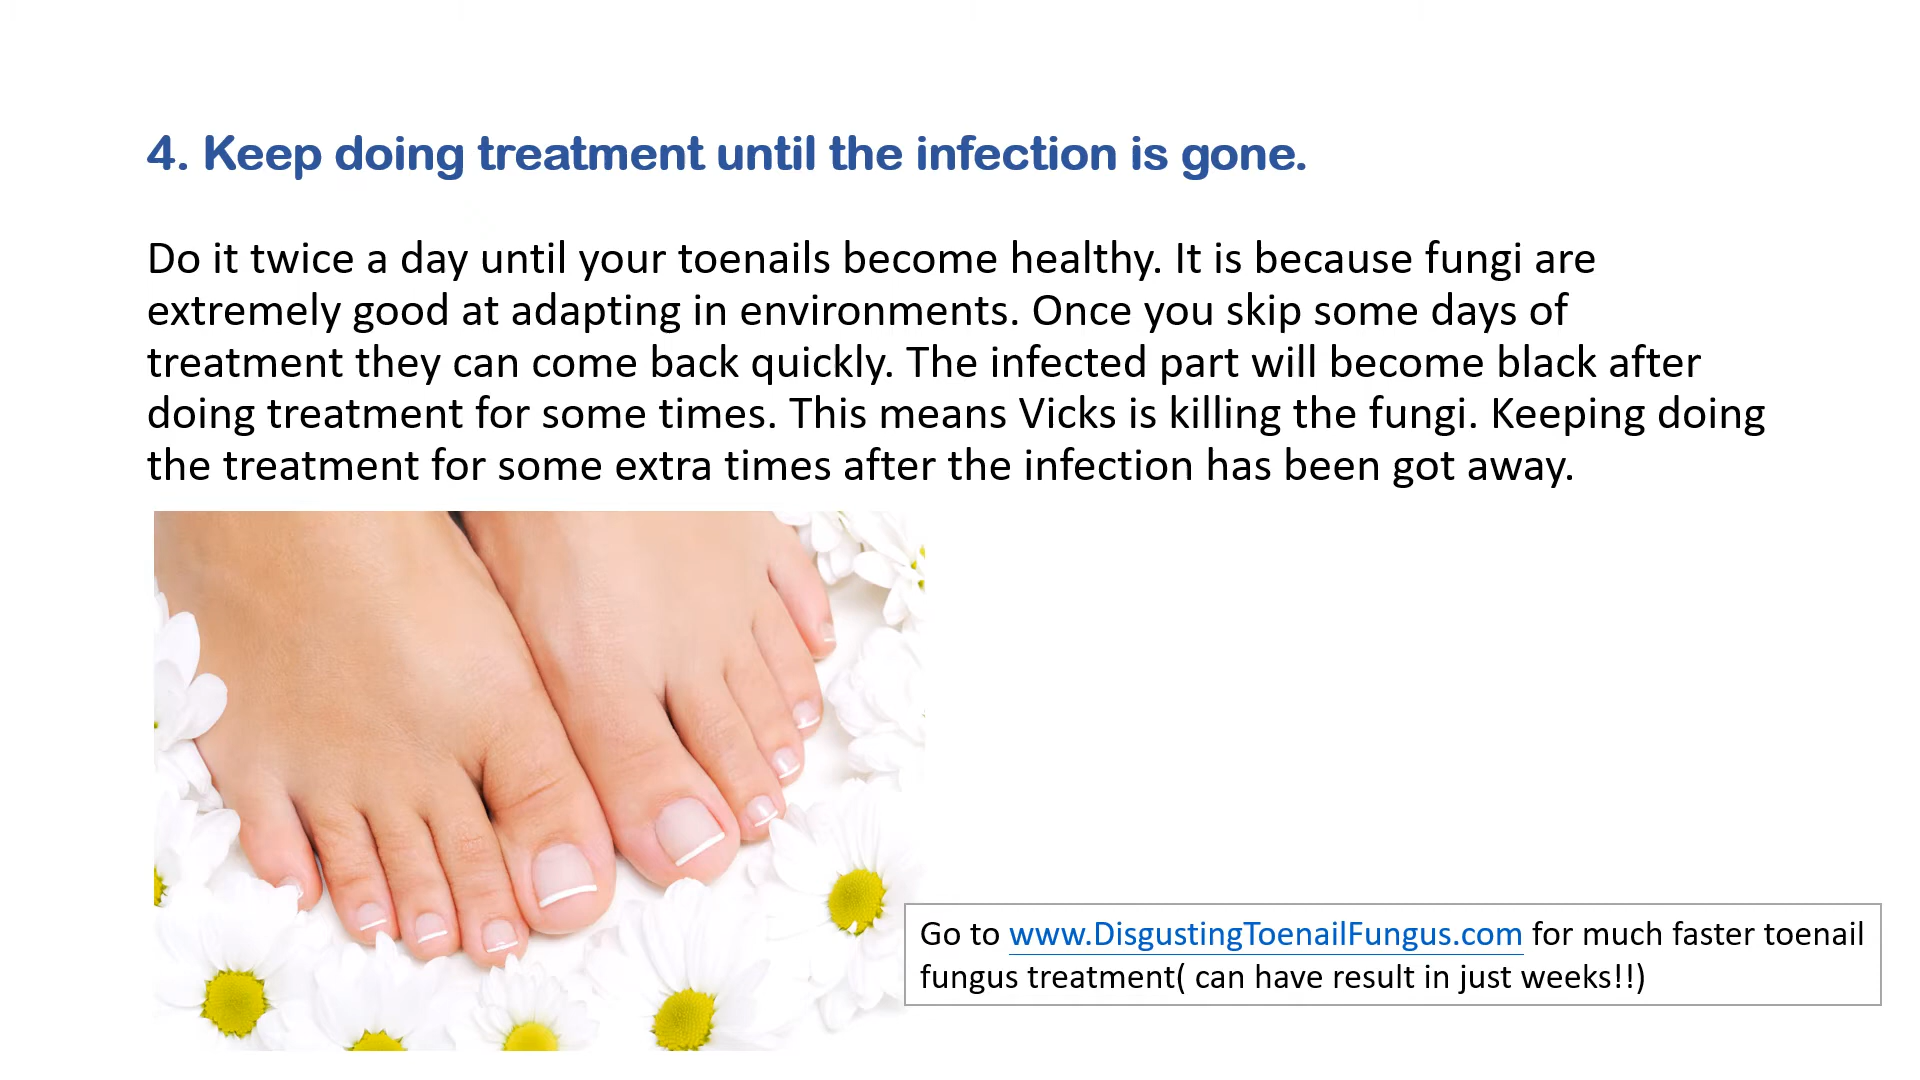 4. Keep doing treatment until the infection is gone.
Do it twice a day until your toenails become healthy. It is because fungi are
extremely good at adapting in environments. Once you skip some days of
treatment they can come back quickly. The infected part will become black after
doing treatment for some times. This means Vicks is killing the fungi. Keeping doing
the treatment for some extra times after the infection has been got away.
Go to www.DisgustingToenailFungus.com for much faster toenail
fungus treatment( can have result in just weeks!!)